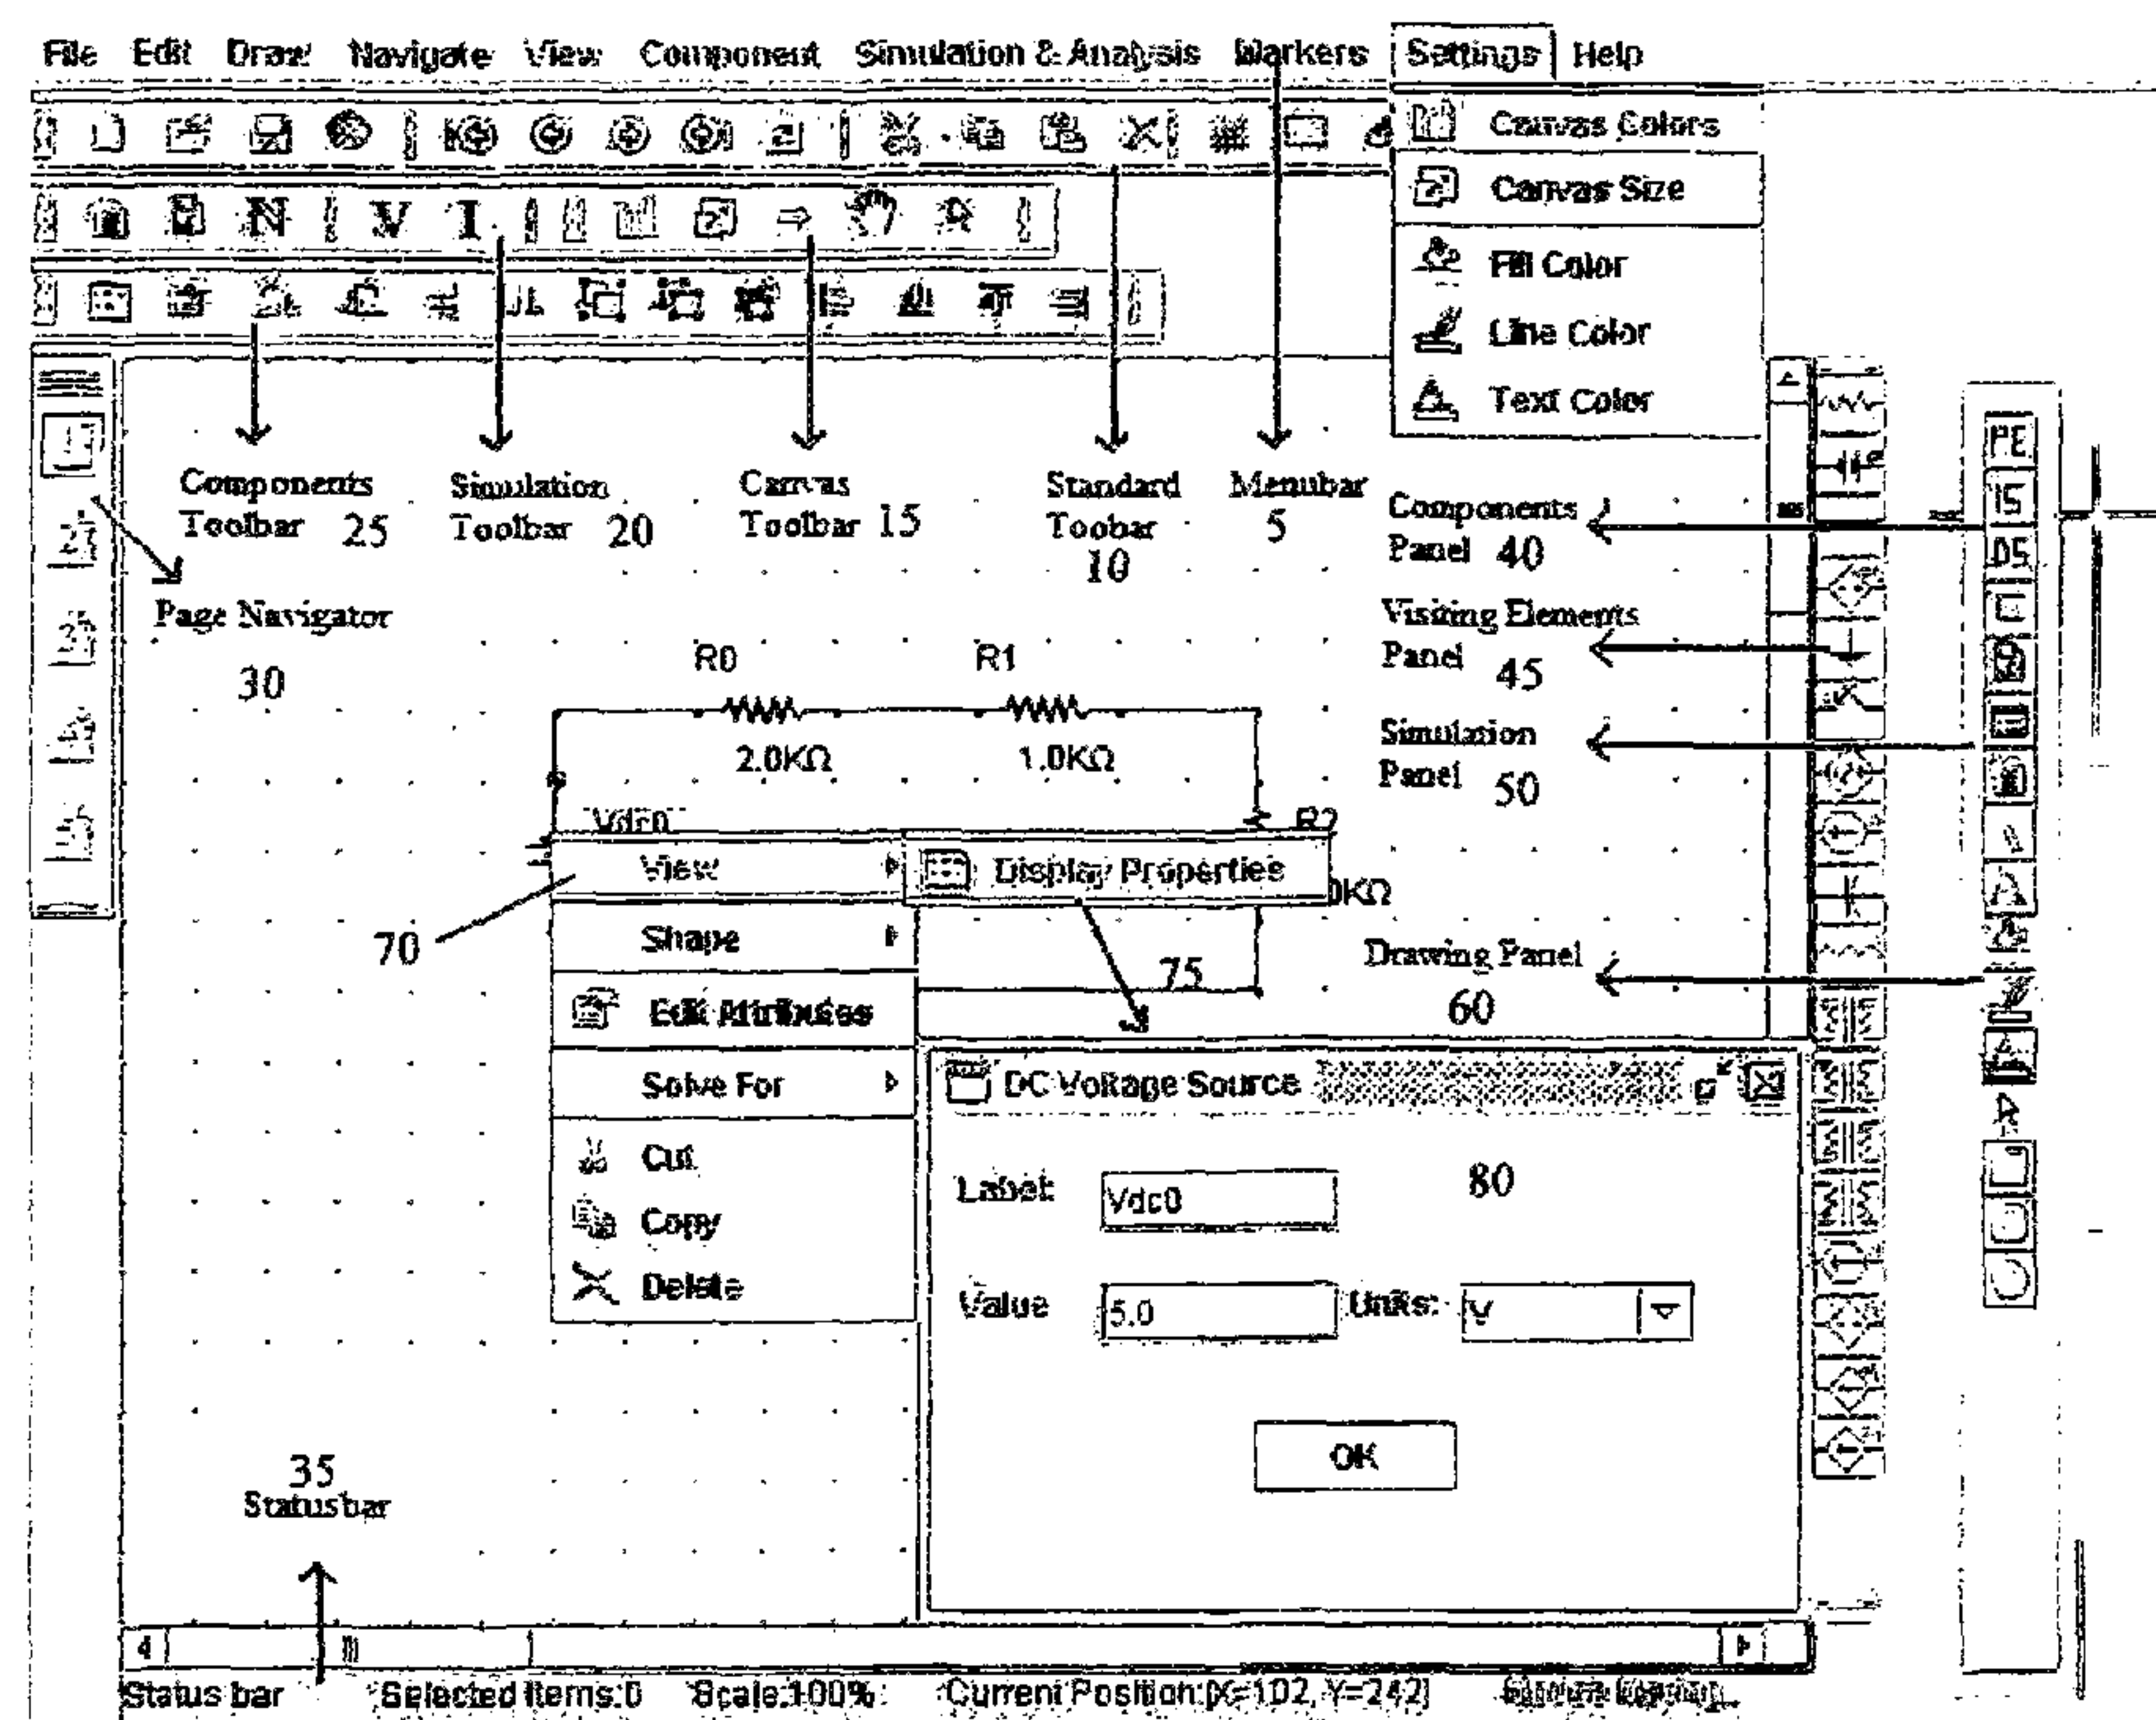 File Edit Draw Navigate View Component Simulation & Analysis Markers Settings Help
Canvas Colors
Canvas Size
Fill Color
Line Color
Text Color
N V I
Components
Toolbar 25
Simulation
Toolbar 20
Canvas
Toolbar 15
Standard
Toobar
10
Menubar
5
Components
Panel 40
PE
IS
DS
Page Navigator
30
Visiting Elements
Panel 45
Simulation
Panel 50
R0
R1
2.0KΩ
1.0KΩ
Vdc0
R2
0KΩ
View
Display Properties
70
Shape
75
Drawing Panel
60
Edit Attributes
Solve For
Cut
Copy
Delete
DC Voltage Source
Label: Vdc0
80
Value 5.0 Units: V
OK
35
Statusbar
Status bar Selected Items:0 Scale:100% Current Position:[X=102, Y=242]